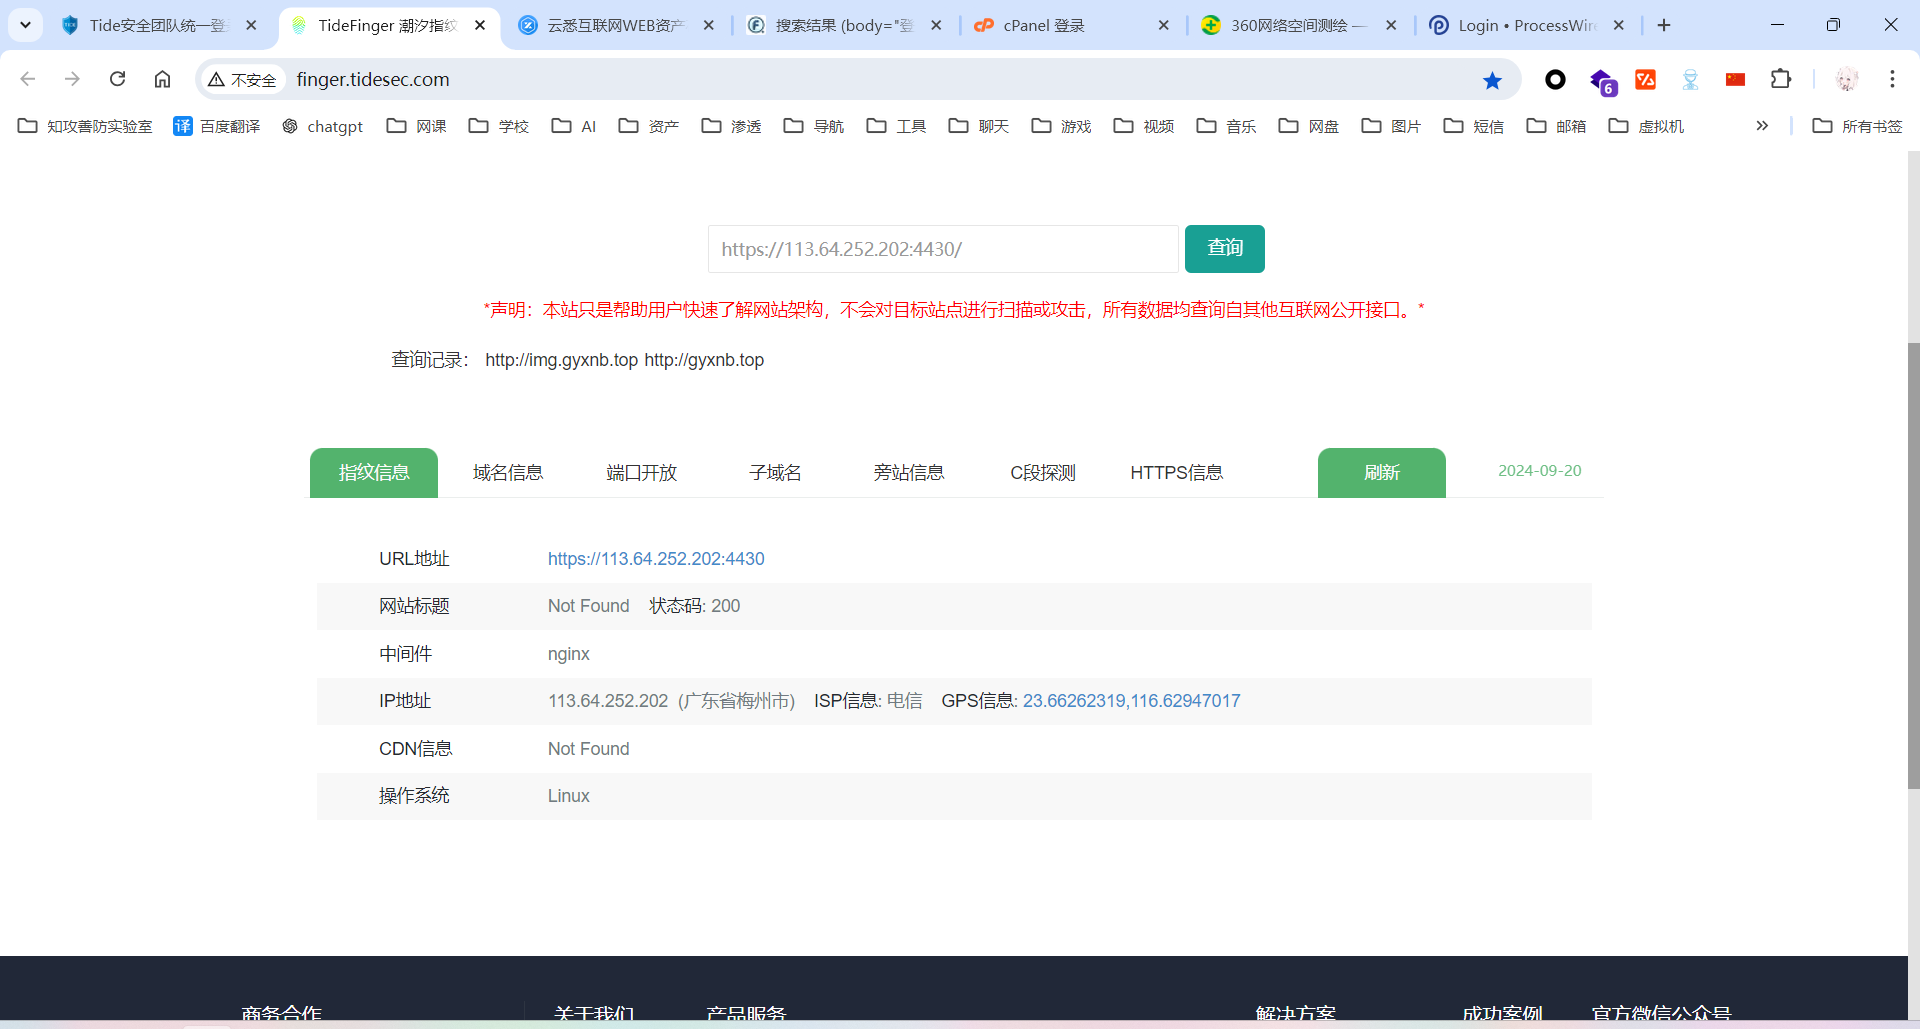 Tide安全团队统一登
TideFinger 潮汐指纹
云悉互联网WEB资产
搜索结果 (body="登
cPanel 登录
360网络空间测绘 —
Login • ProcessWire
不安全
finger.tidesec.com
6
知攻善防实验室
译 百度翻译
chatgpt
网课
学校
AI
资产
渗透
导航
工具
聊天
游戏
视频
音乐
网盘
图片
短信
邮箱
虚拟机
所有书签
https://113.64.252.202:4430/
查询
*声明：本站只是帮助用户快速了解网站架构，不会对目标站点进行扫描或攻击，所有数据均查询自其他互联网公开接口。*
查询记录： http://img.gyxnb.top http://gyxnb.top
指纹信息 域名信息 端口开放 子域名 旁站信息 C段探测 HTTPS信息 刷新 2024-09-20
URL地址 https://113.64.252.202:4430
网站标题 Not Found 状态码: 200
中间件 nginx
IP地址 113.64.252.202（广东省梅州市） ISP信息: 电信 GPS信息: 23.66262319,116.62947017
CDN信息 Not Found
操作系统 Linux
商务合作 关于我们 产品服务 解决方案 成功案例 官方微信公众号